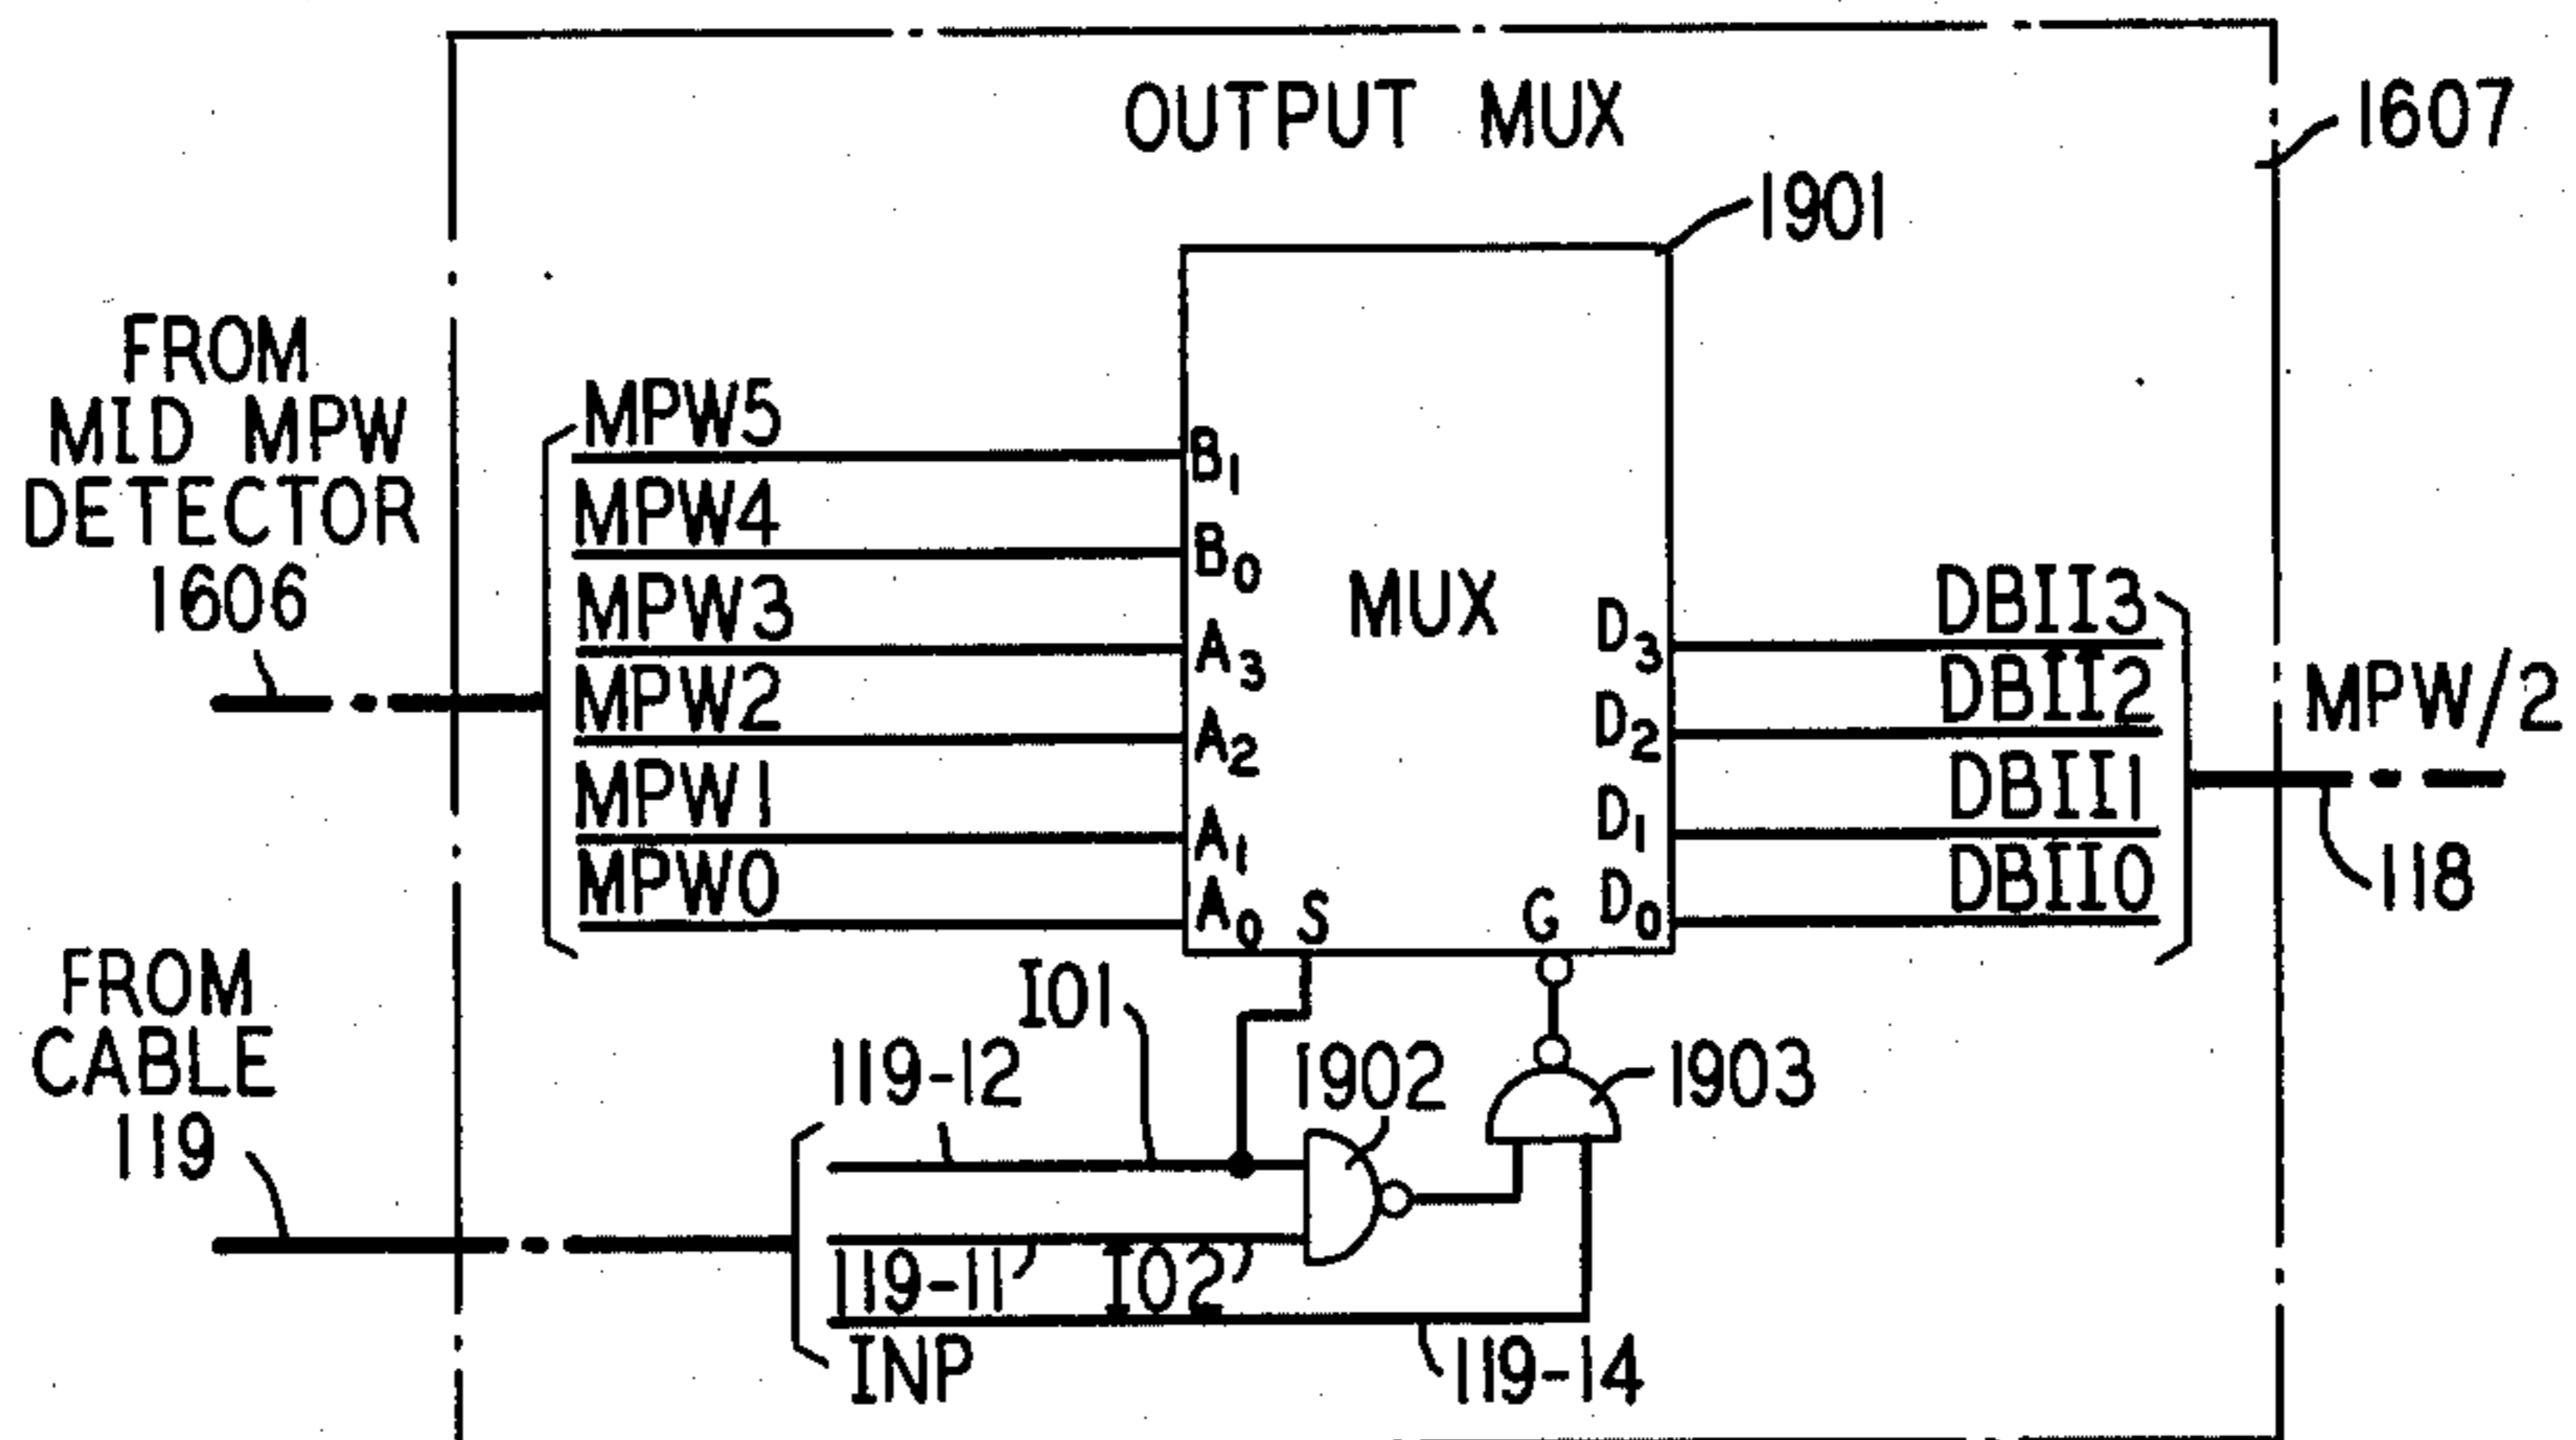 OUTPUT MUX
1607
1901
FROM
MID MPW
DETECTOR
1606
MPW5
MPW4
MPW3
MPW2
MPW1
MPW0
B1
B0
A3
A2
A1
A0
S
G
MUX
D3
D2
D1
D0
DBII3
DBII2
DBII1
DBII0
MPW/2
118
FROM
CABLE
119
IO1
119-12
1902
1903
119-11
IO2
INP
119-14